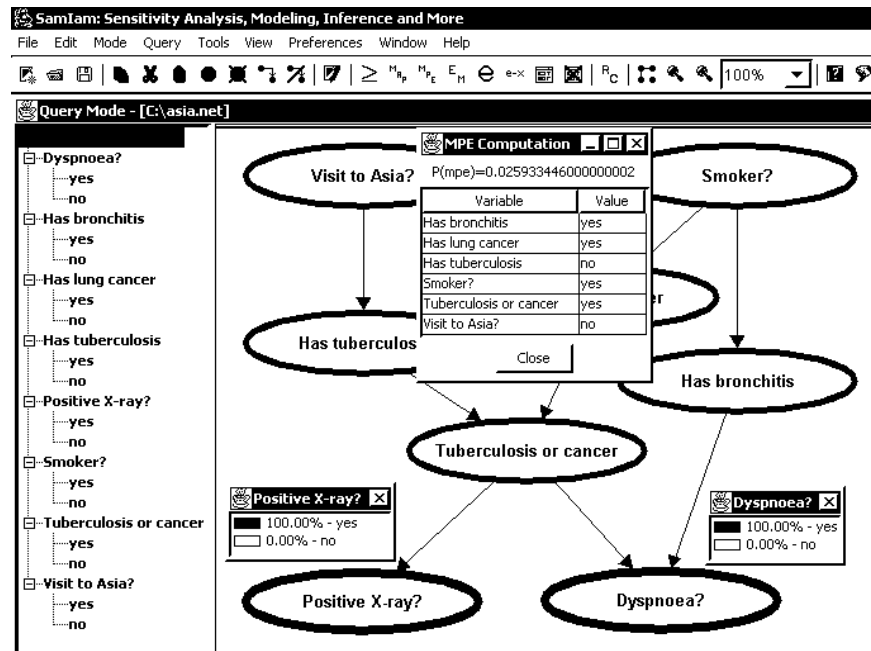 SamIam: Sensitivity Analysis, Modeling, Inference and More
File Edit Mode Query Tools View Preferences Window Help
≥ MAP MPE EM e e-x RC 100% ?
Query Mode - [C:\asia.net]
Dyspnoea?
yes
no
Has bronchitis
yes
no
Has lung cancer
yes
no
Has tuberculosis
yes
no
Positive X-ray?
yes
no
Smoker?
yes
no
Tuberculosis or cancer
yes
no
Visit to Asia?
yes
no
Visit to Asia?
MPE Computation
P(mpe)=0.025933446000000002
Variable Value
Has bronchitis yes
Has lung cancer yes
Has tuberculosis no
Smoker? yes
Tuberculosis or cancer yes
Visit to Asia? no
Close
Smoker?
er
Has tuberculos
Has bronchitis
Tuberculosis or cancer
Positive X-ray?
100.00% - yes
0.00% - no
Dyspnoea?
100.00% - yes
0.00% - no
Positive X-ray?
Dyspnoea?